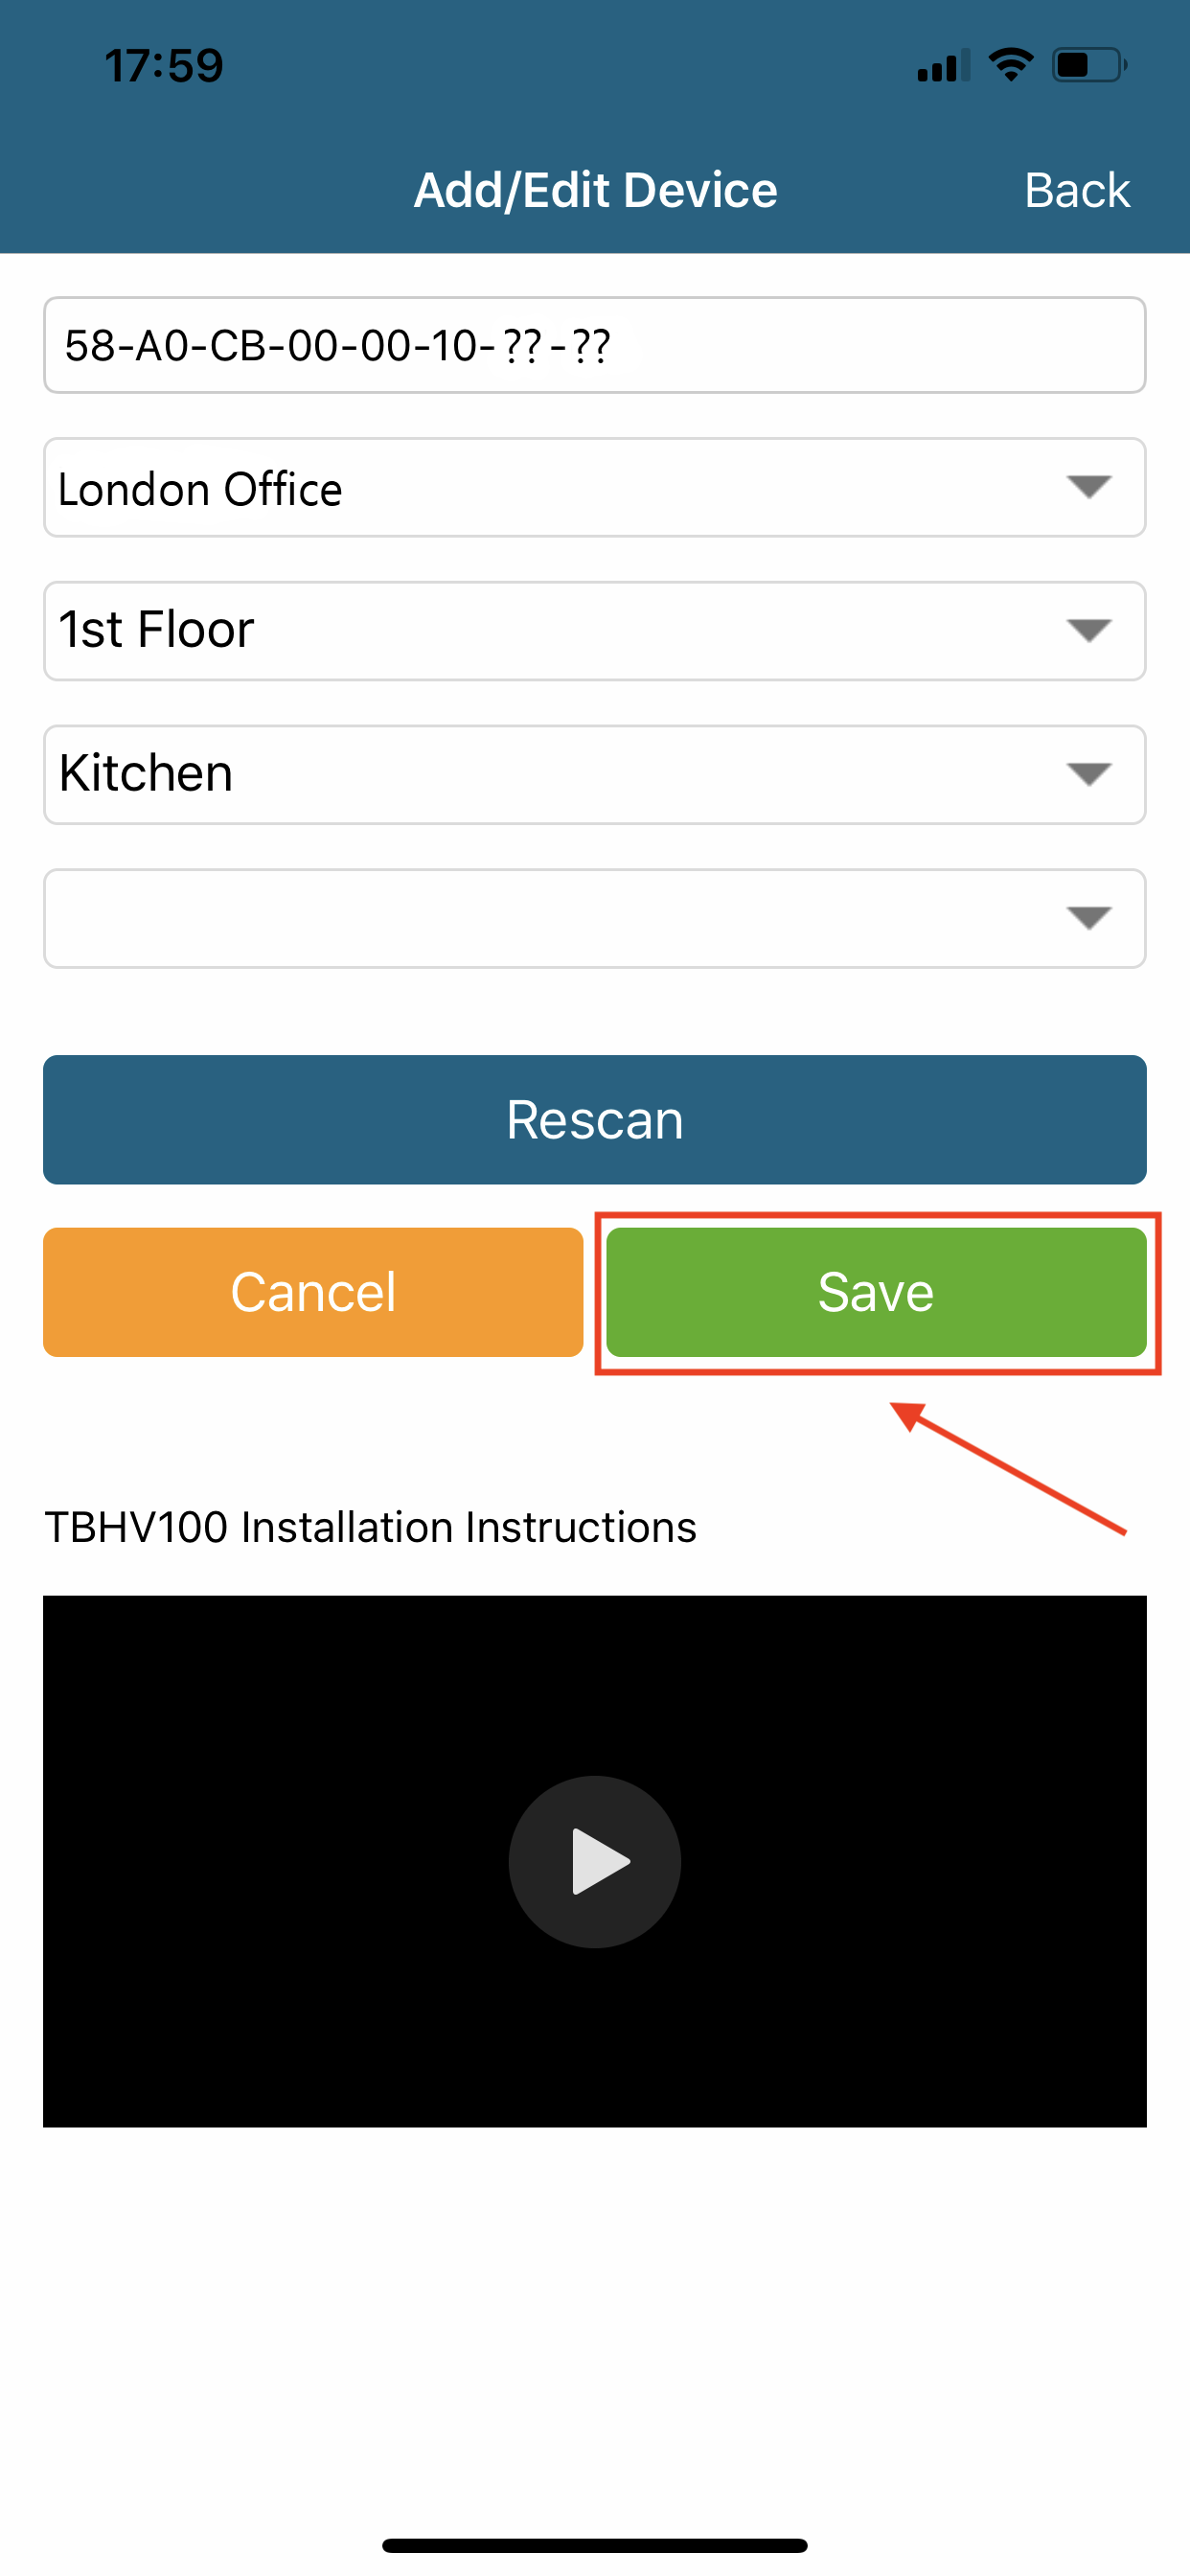 17:59
Add/Edit Device Back
58-A0-CB-00-00-10-??-??
London Office
1st Floor
Kitchen
Rescan
Cancel Save
TBHV100 Installation Instructions